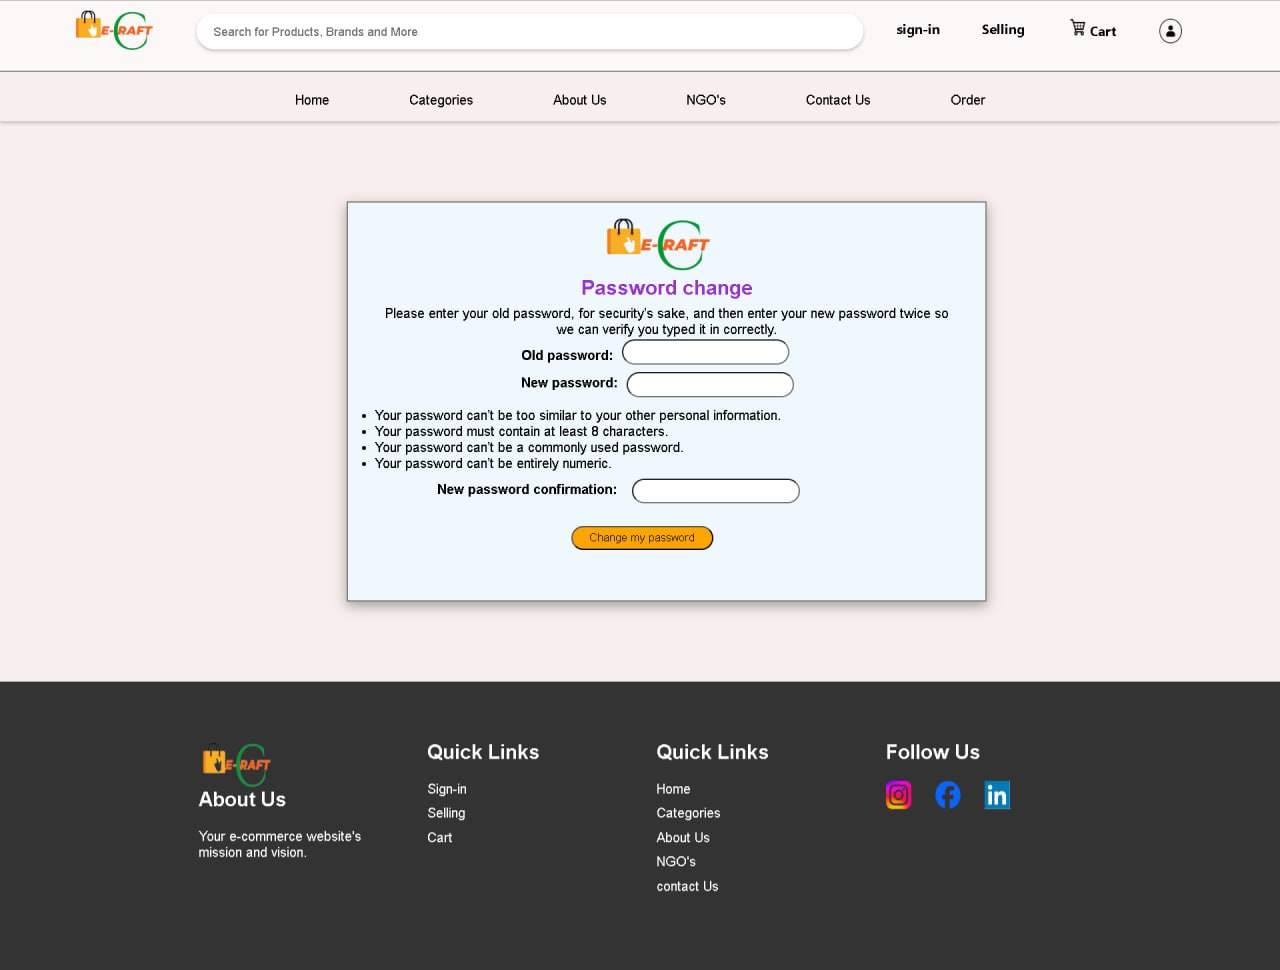 E-CRAFT
Search for Products, Brands and More
sign-in
Selling
Cart
Home
Categories
About Us
NGO's
Contact Us
Order
E-CRAFT
Password change
Please enter your old password, for security's sake, and then enter your new password twice so
we can verify you typed it in correctly.
Old password:
New password:
Your password can't be too similar to your other personal information.
Your password must contain at least 8 characters.
Your password can't be a commonly used password.
Your password can't be entirely numeric.
New password confirmation:
Change my password
E-CRAFT
About Us
Your e-commerce website's
mission and vision.
Quick Links
Sign-in
Selling
Cart
Quick Links
Home
Categories
About Us
NGO's
contact Us
Follow Us
in